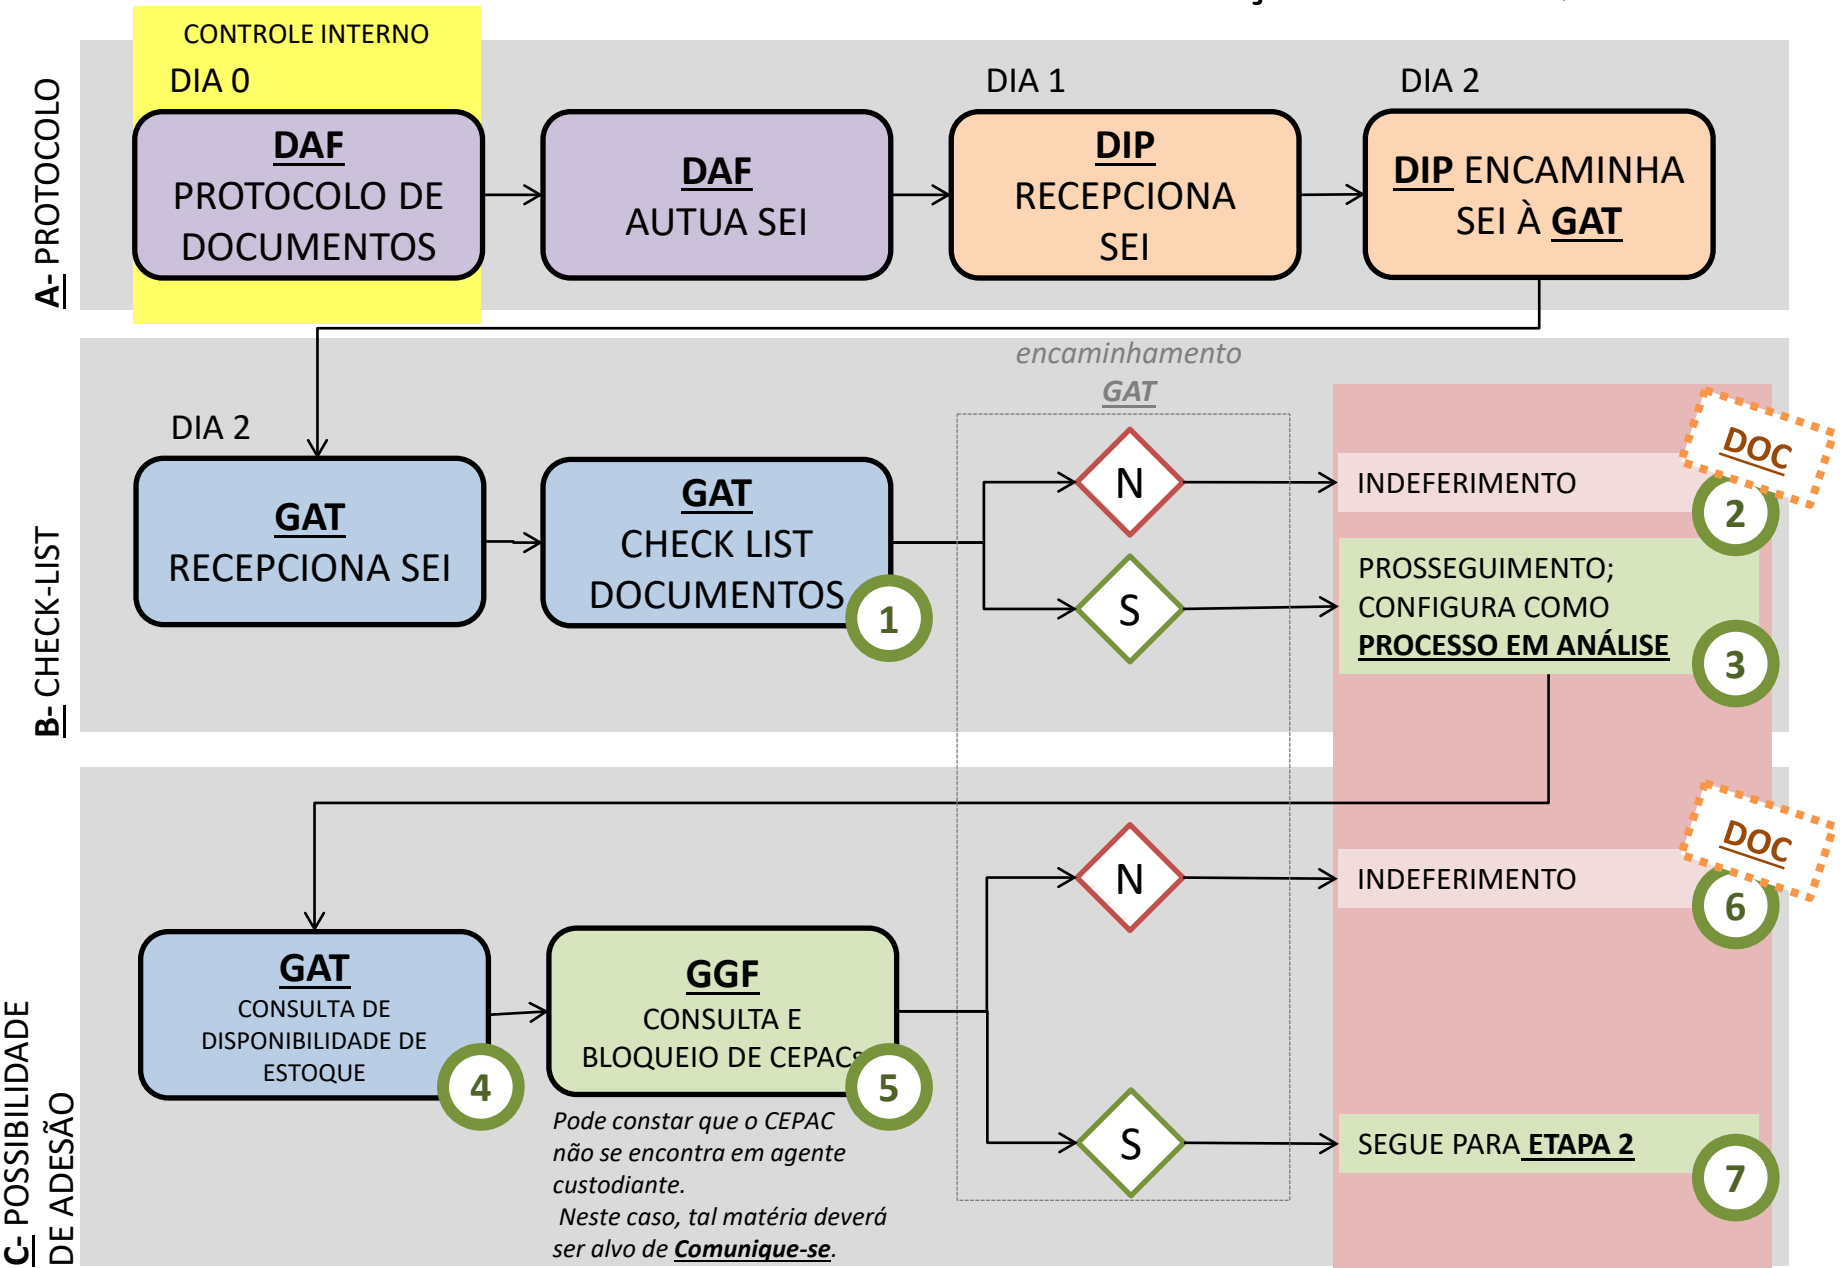 CONTROLE INTERNO
DIA 0
DIA 1
DIA 2
A- PROTOCOLO
DAF
PROTOCOLO DE
DOCUMENTOS
DAF
AUTUA SEI
DIP
RECEPCIONA
SEI
DIP ENCAMINHA
SEI À GAT
encaminhamento
GAT
B- CHECK-LIST
DIA 2
GAT
RECEPCIONA SEI
GAT
CHECK LIST
DOCUMENTOS
1
N
INDEFERIMENTO
DOC
2
S
PROSSEGUIMENTO;
CONFIGURA COMO
PROCESSO EM ANÁLISE
3
C- POSSIBILIDADE
DE ADESÃO
GAT
CONSULTA DE
DISPONIBILIDADE DE
ESTOQUE
4
GGF
CONSULTA E
BLOQUEIO DE CEPACs
5
Pode constar que o CEPAC
não se encontra em agente
custodiante.
Neste caso, tal matéria deverá
ser alvo de Comunique-se.
N
INDEFERIMENTO
DOC
6
S
SEGUE PARA ETAPA 2
7